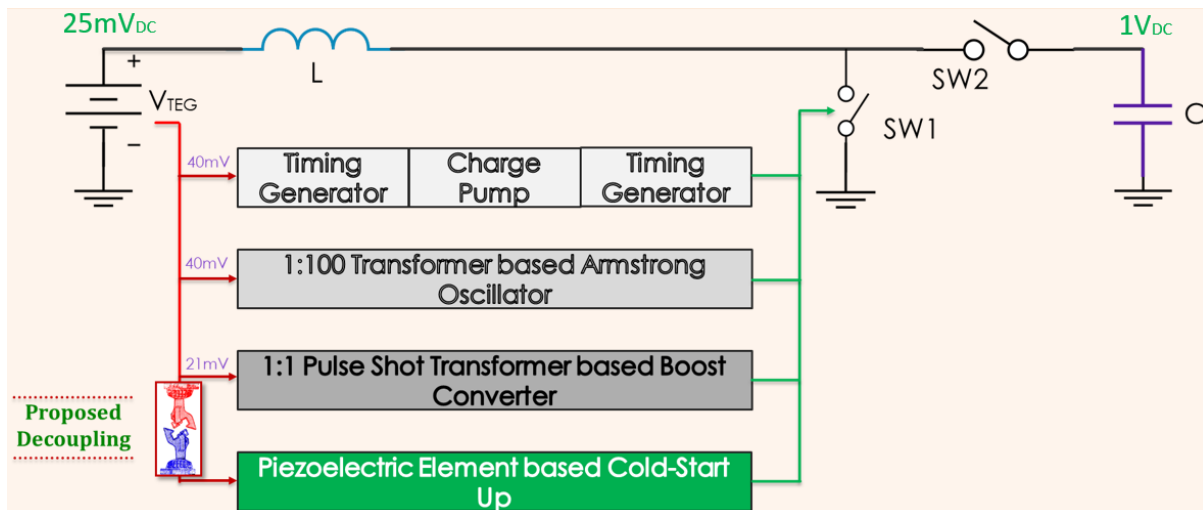 25mVDC
1VDC
+
L
SW2
VTEG
C
SW1
−
40mV
Timing Generator
Charge Pump
Timing Generator
40mV
1:100 Transformer based Armstrong
Oscillator
21mV
1:1 Pulse Shot Transformer based Boost
Converter
Proposed
Decoupling
Piezoelectric Element based Cold-Start
Up